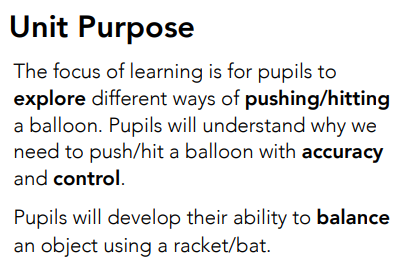 Unit Purpose
The focus of learning is for pupils to
explore different ways of pushing/hitting
a balloon. Pupils will understand why we
need to push/hit a balloon with accuracy
and control.
Pupils will develop their ability to balance
an object using a racket/bat.